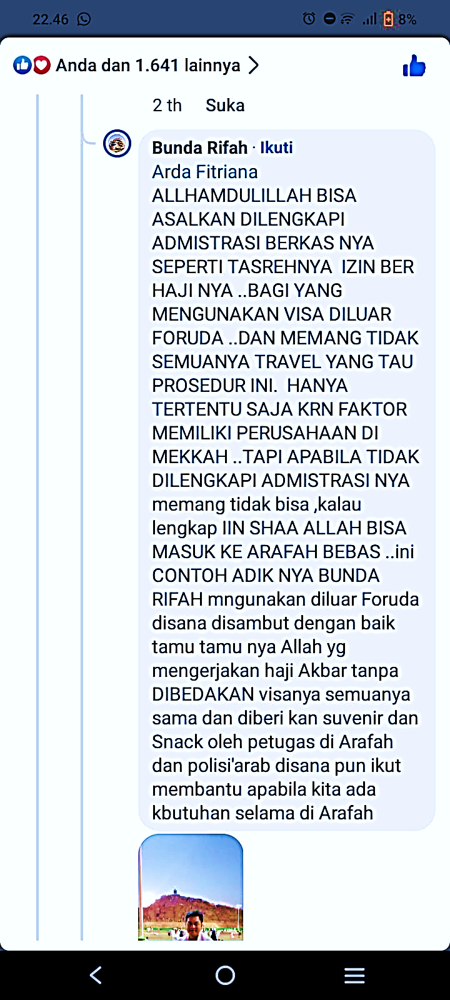 22.46
8%
Anda dan 1.641 lainnya
2 th Suka
Bunda Rifah · Ikuti
Arda Fitriana
ALLHAMDULILLAH BISA
ASALKAN DILENGKAPI
ADMISTRASI BERKAS NYA
SEPERTI TASREHNYA IZIN BER
HAJI NYA ..BAGI YANG
MENGUNAKAN VISA DILUAR
FORUDA ..DAN MEMANG TIDAK
SEMUANYA TRAVEL YANG TAU
PROSEDUR INI. HANYA
TERTENTU SAJA KRN FAKTOR
MEMILIKI PERUSAHAAN DI
MEKKAH ..TAPI APABILA TIDAK
DILENGKAPI ADMISTRASI NYA
memang tidak bisa ,kalau
lengkap IIN SHAA ALLAH BISA
MASUK KE ARAFAH BEBAS ..ini
CONTOH ADIK NYA BUNDA
RIFAH mngunakan diluar Foruda
disana disambut dengan baik
tamu tamu nya Allah yg
mengerjakan haji Akbar tanpa
DIBEDAKAN visanya semuanya
sama dan diberi kan suvenir dan
Snack oleh petugas di Arafah
dan polisi'arab disana pun ikut
membantu apabila kita ada
kbutuhan selama di Arafah